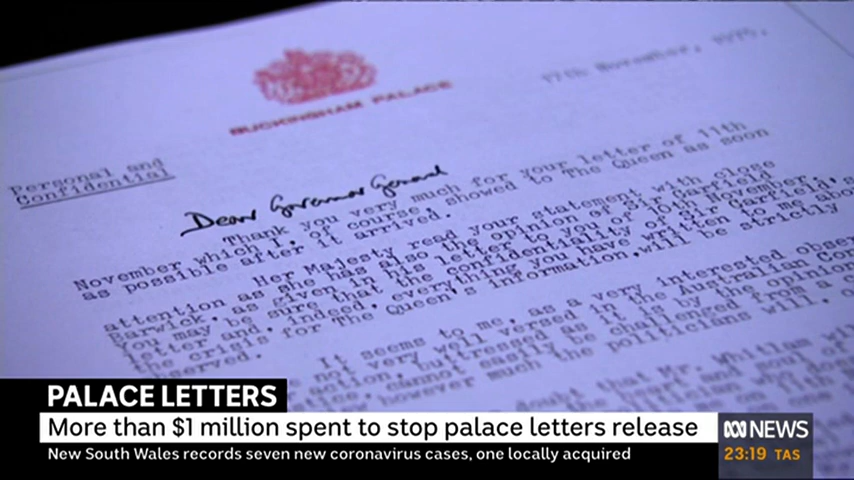 BUCKINGHAM PALACE
17th November, 1975.
Personal and
Confidential
Dear Governor General
Thank you very much for your letter of 11th
November which I, of course, showed to The Queen as soon
as possible after it arrived.
Her Majesty read your statement with close
attention as she has also the opinion of Sir Garfield
Barwick, as given in his letter to you of 10th November.
You may be sure that the confidentiality of Sir Garfield's
letter and, indeed, everything you have written to me about
the crisis for The Queen's information, will be strictly
observed.
It seems to me, as a very interested
not very well versed in the Australian
action, buttressed as it is by the opinion
cannot easily be challenged from a
however much the politicians will.
doubt that Mr. Whitlam
PALACE LETTERS
More than $1 million spent to stop palace letters release
New South Wales records seven new coronavirus cases, one locally acquired
ABC NEWS
23:19 TAS